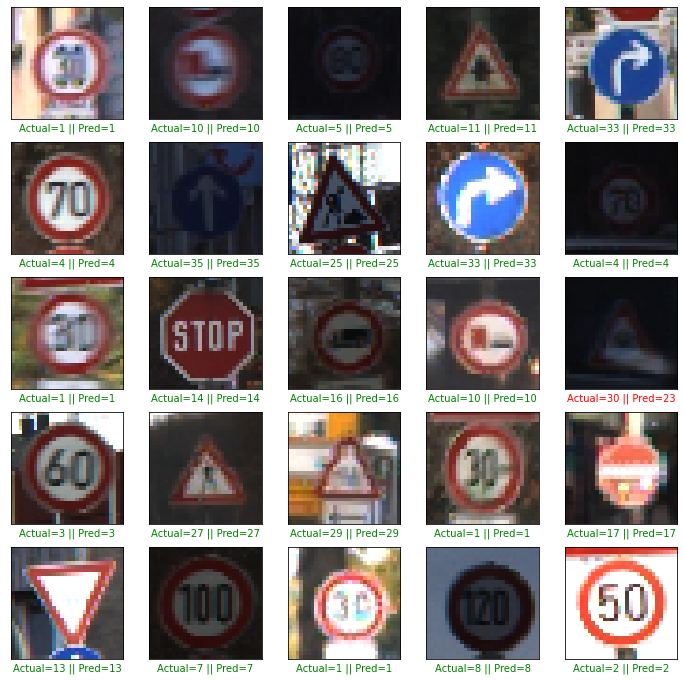 30
Actual=1 || Pred=1
Actual=10 || Pred=10
Actual=5 || Pred=5
Actual=11 || Pred=11
Actual=33 || Pred=33
70
Actual=4 || Pred=4
Actual=35 || Pred=35
Actual=25 || Pred=25
Actual=33 || Pred=33
70
Actual=4 || Pred=4
30
Actual=1 || Pred=1
STOP
Actual=14 || Pred=14
Actual=16 || Pred=16
Actual=10 || Pred=10
Actual=30 || Pred=23
60
Actual=3 || Pred=3
Actual=27 || Pred=27
Actual=29 || Pred=29
30
Actual=1 || Pred=1
Actual=17 || Pred=17
Actual=13 || Pred=13
100
Actual=7 || Pred=7
30
Actual=1 || Pred=1
120
Actual=8 || Pred=8
50
Actual=2 || Pred=2